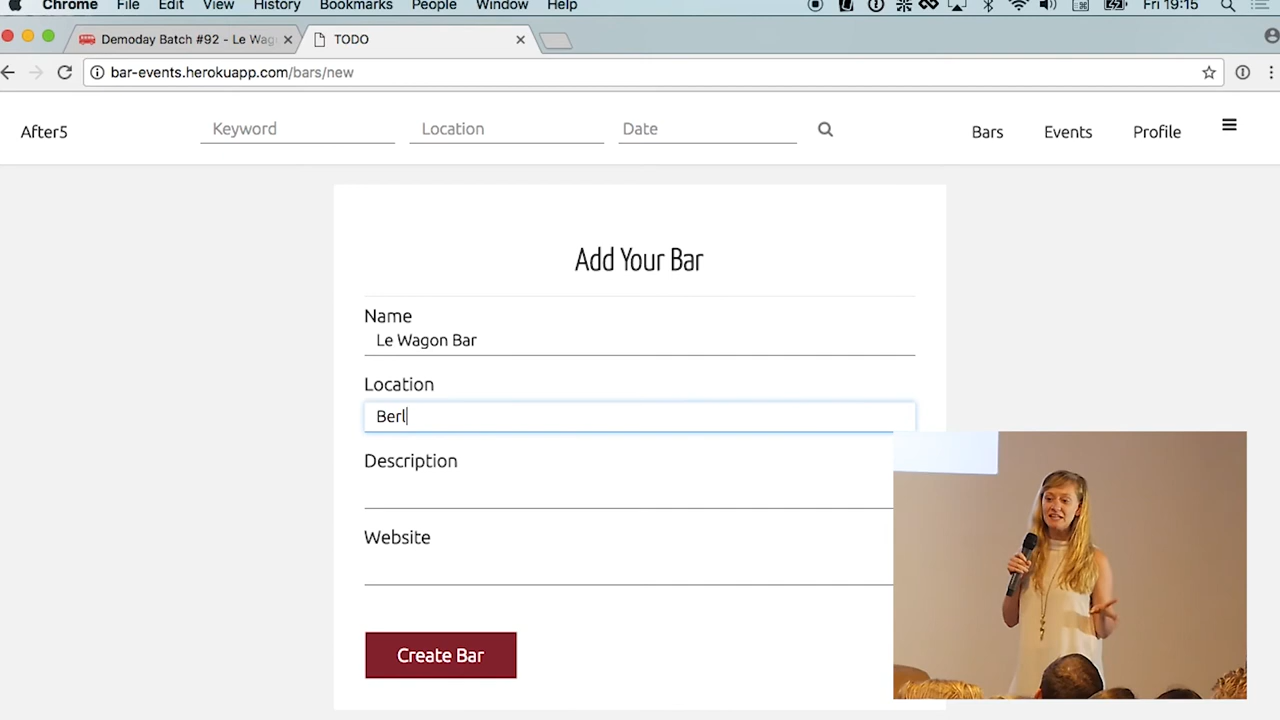 Chrome File Edit View History Bookmarks People Window Help Fri 19:15
Demoday Batch #92 - Le Wag
TODO
bar-events.herokuapp.com/bars/new
After5 Keyword Location Date Bars Events Profile
Add Your Bar
Name
Le Wagon Bar
Location
Berl
Description
Website
Create Bar